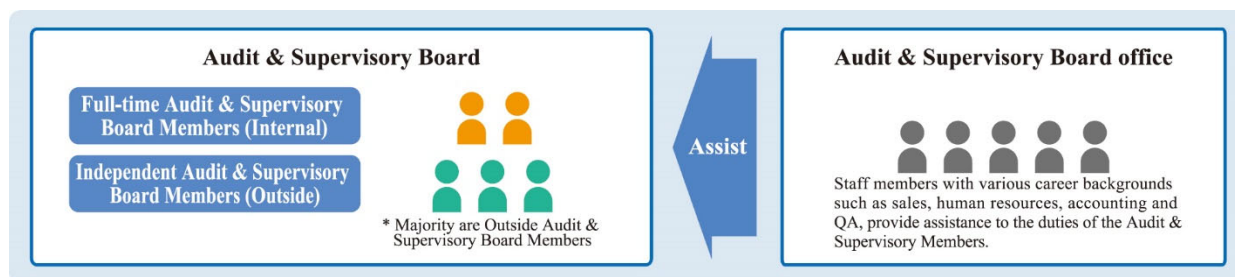 Audit & Supervisory Board
Full-time Audit & Supervisory
Board Members (Internal)
Independent Audit & Supervisory
Board Members (Outside)
* Majority are Outside Audit &
Supervisory Board Members
Assist
Audit & Supervisory Board office
Staff members with various career backgrounds
such as sales, human resources, accounting and
QA, provide assistance to the duties of the Audit &
Supervisory Members.